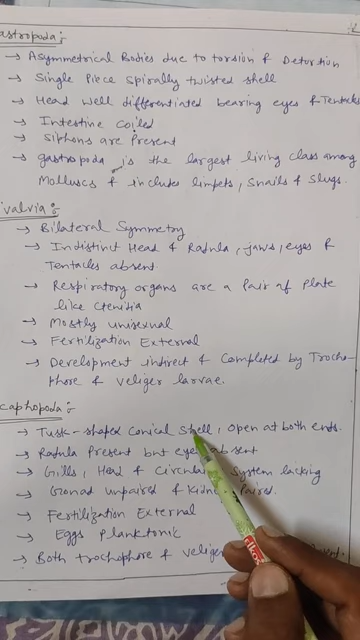 astropoda :-
→ Asymmetrical Bodies due to torsion & Detortion
→ Single Piece Spirally twisted shell
→ Head well differentiated bearing eyes & Tentacles
→ Intestine coiled
→ Siphons are Present
→ gastropoda is the largest living class among
Molluscs & includes limpets, Snails & Slugs.
ivalvia :-
→ Bilateral Symmetry
→ Indistinct Head & Radula, jaws, eyes &
Tentacles absent.
→ Respiratory organs are a Pair of Plate
like Ctenidia
→ Mostly unisexual
→ Fertilization External
→ Development indirect & Completed by Trocho-
phore & veliger larvae.
caphopoda :-
→ Tusk-shaped Conical Shell, open at both ends.
→ Radula Present but eyes absent
→ Gills, Head & Circula System lacking
→ Gonad unpaired & Kidn Paired.
→ Fertilization External
→ Eggs Planktonic
→ Both trochophore & velige